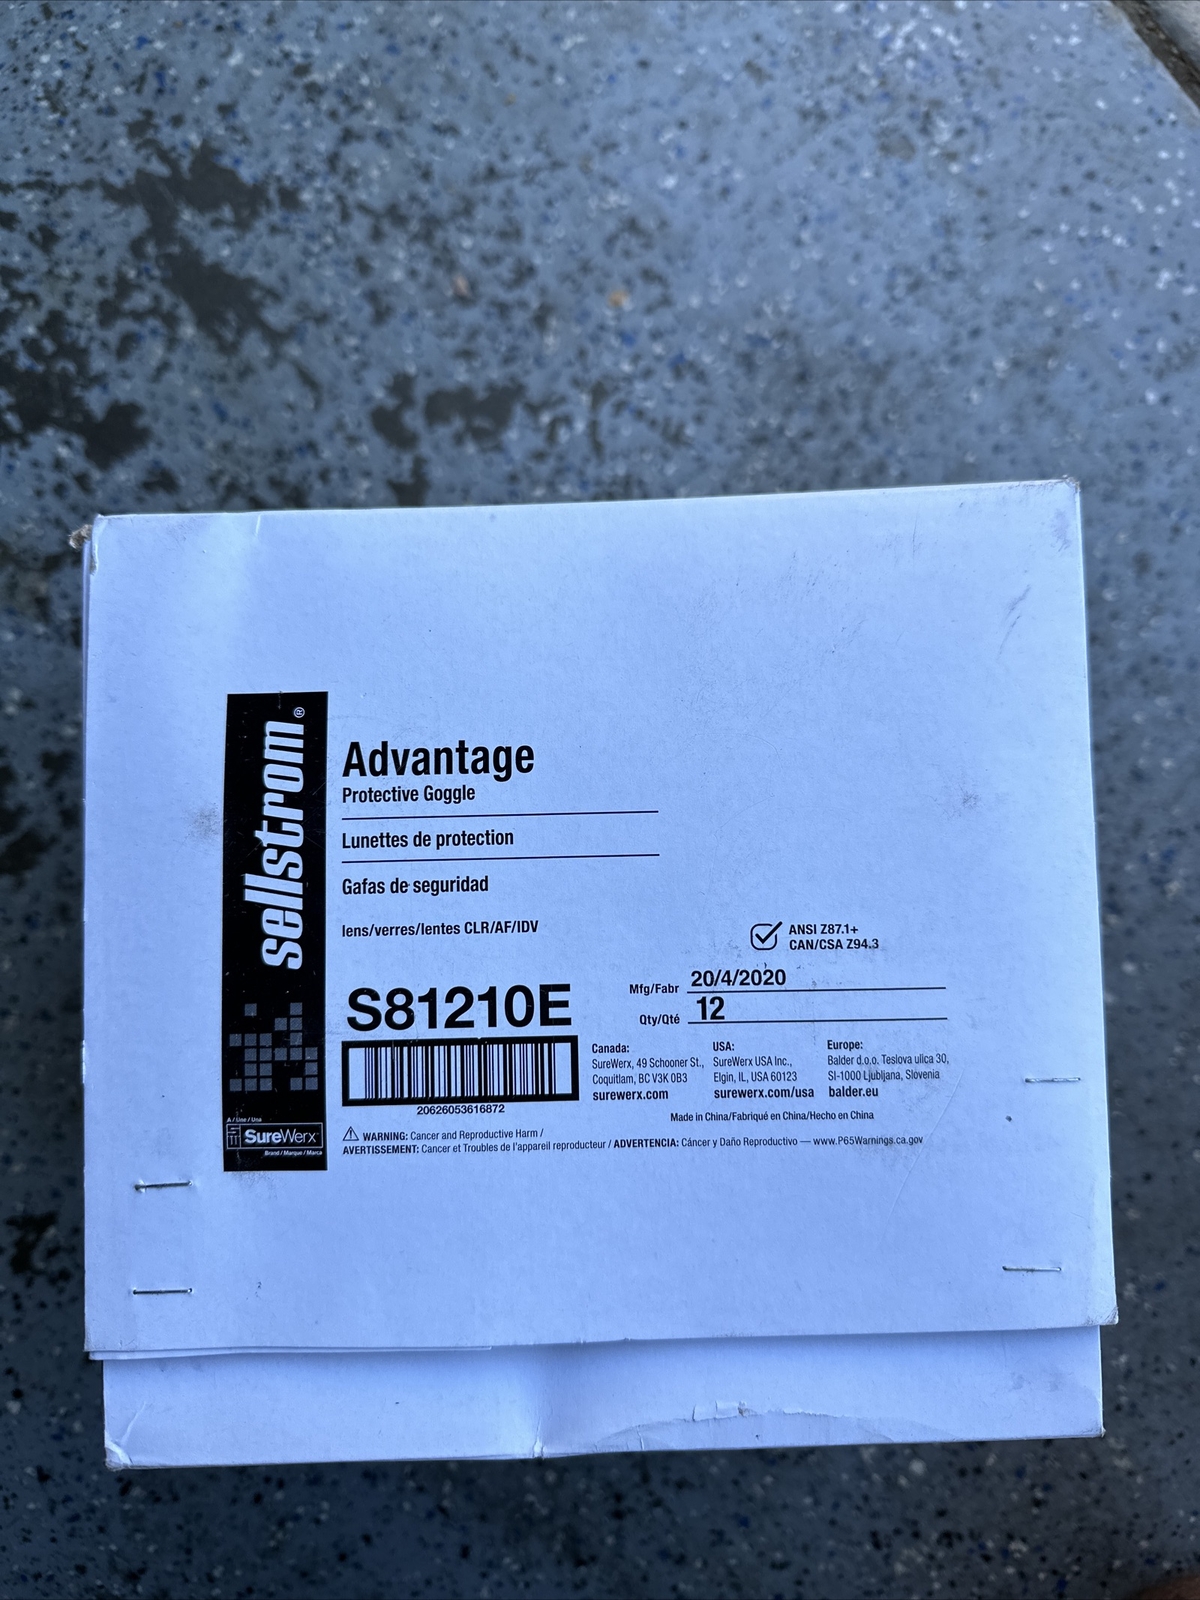 sellstrom®
Advantage
Protective Goggle
Lunettes de protection
Gafas de seguridad
lens/verres/lentes CLR/AF/IDV
ANSI Z87.1+
CAN/CSA Z94.3
S81210E
Mfg/Fabr 20/4/2020
Qty/Qté 12
20626053616872
Canada:
SureWerx, 49 Schooner St.,
Coquitlam, BC V3K 0B3
surewerx.com
USA:
SureWerx USA Inc.,
Elgin, IL, USA 60123
surewerx.com/usa
Europe:
Balder d.o.o. Teslova ulica 30,
SI-1000 Ljubljana, Slovenia
balder.eu
Made in China/Fabriqué en China/Hecho en China
WARNING: Cancer and Reproductive Harm /
AVERTISSEMENT: Cancer et Troubles de l'appareil reproducteur / ADVERTENCIA: Cáncer y Daño Reproductivo — www.P65Warnings.ca.gov
A / Une / Una
SureWerx
Brand / Marque / Marca